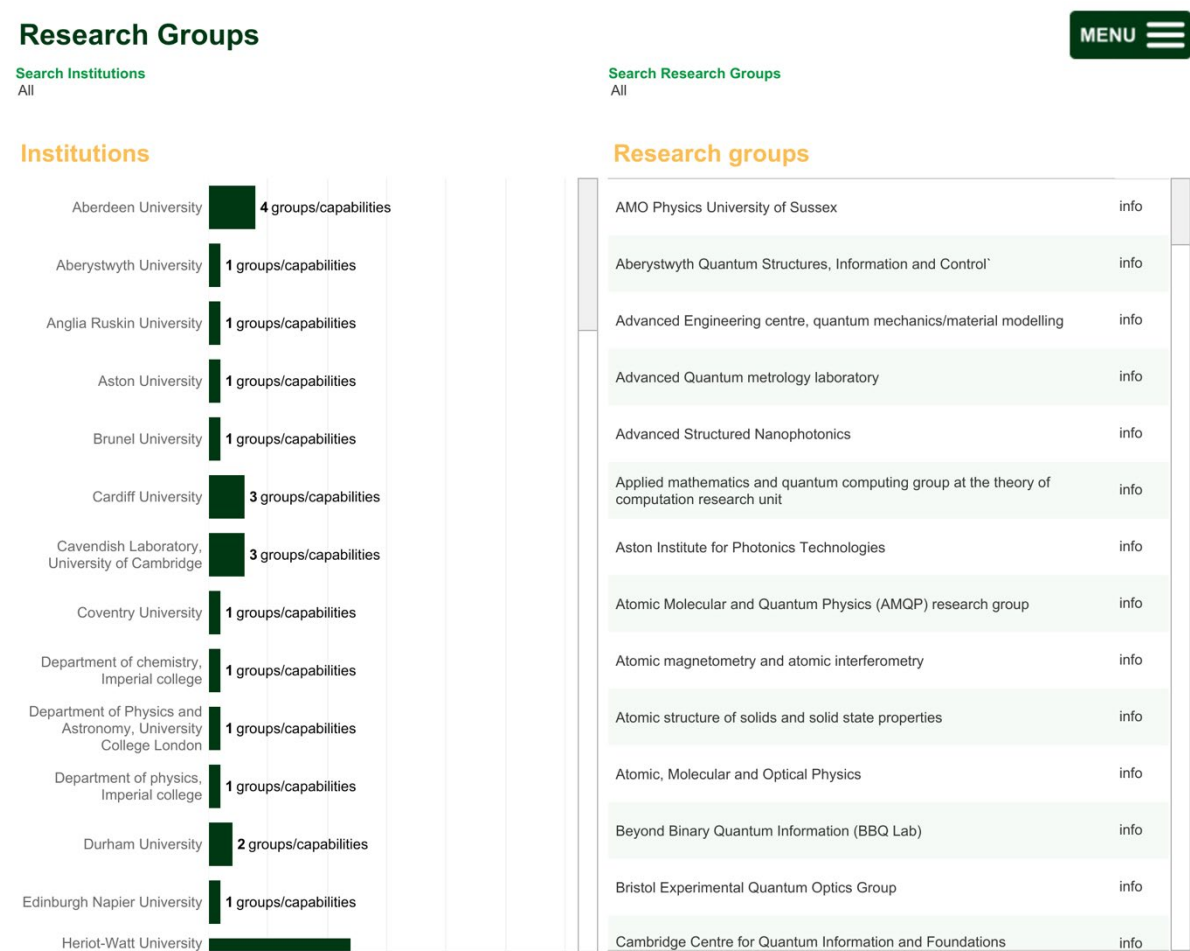 Research Groups
MENU
Search Institutions
All
Search Research Groups
All
Institutions
Aberdeen University
4 groups/capabilities
Aberystwyth University
1 groups/capabilities
Anglia Ruskin University
1 groups/capabilities
Aston University
1 groups/capabilities
Brunel University
1 groups/capabilities
Cardiff University
3 groups/capabilities
Cavendish Laboratory,
University of Cambridge
3 groups/capabilities
Coventry University
1 groups/capabilities
Department of chemistry,
Imperial college
1 groups/capabilities
Department of Physics and
Astronomy, University
College London
1 groups/capabilities
Department of physics,
Imperial college
1 groups/capabilities
Durham University
2 groups/capabilities
Edinburgh Napier University
1 groups/capabilities
Heriot-Watt University
Research groups
AMO Physics University of Sussex
info
Aberystwyth Quantum Structures, Information and Control`
info
Advanced Engineering centre, quantum mechanics/material modelling
info
Advanced Quantum metrology laboratory
info
Advanced Structured Nanophotonics
info
Applied mathematics and quantum computing group at the theory of
computation research unit
info
Aston Institute for Photonics Technologies
info
Atomic Molecular and Quantum Physics (AMQP) research group
info
Atomic magnetometry and atomic interferometry
info
Atomic structure of solids and solid state properties
info
Atomic, Molecular and Optical Physics
info
Beyond Binary Quantum Information (BBQ Lab)
info
Bristol Experimental Quantum Optics Group
info
Cambridge Centre for Quantum Information and Foundations
info